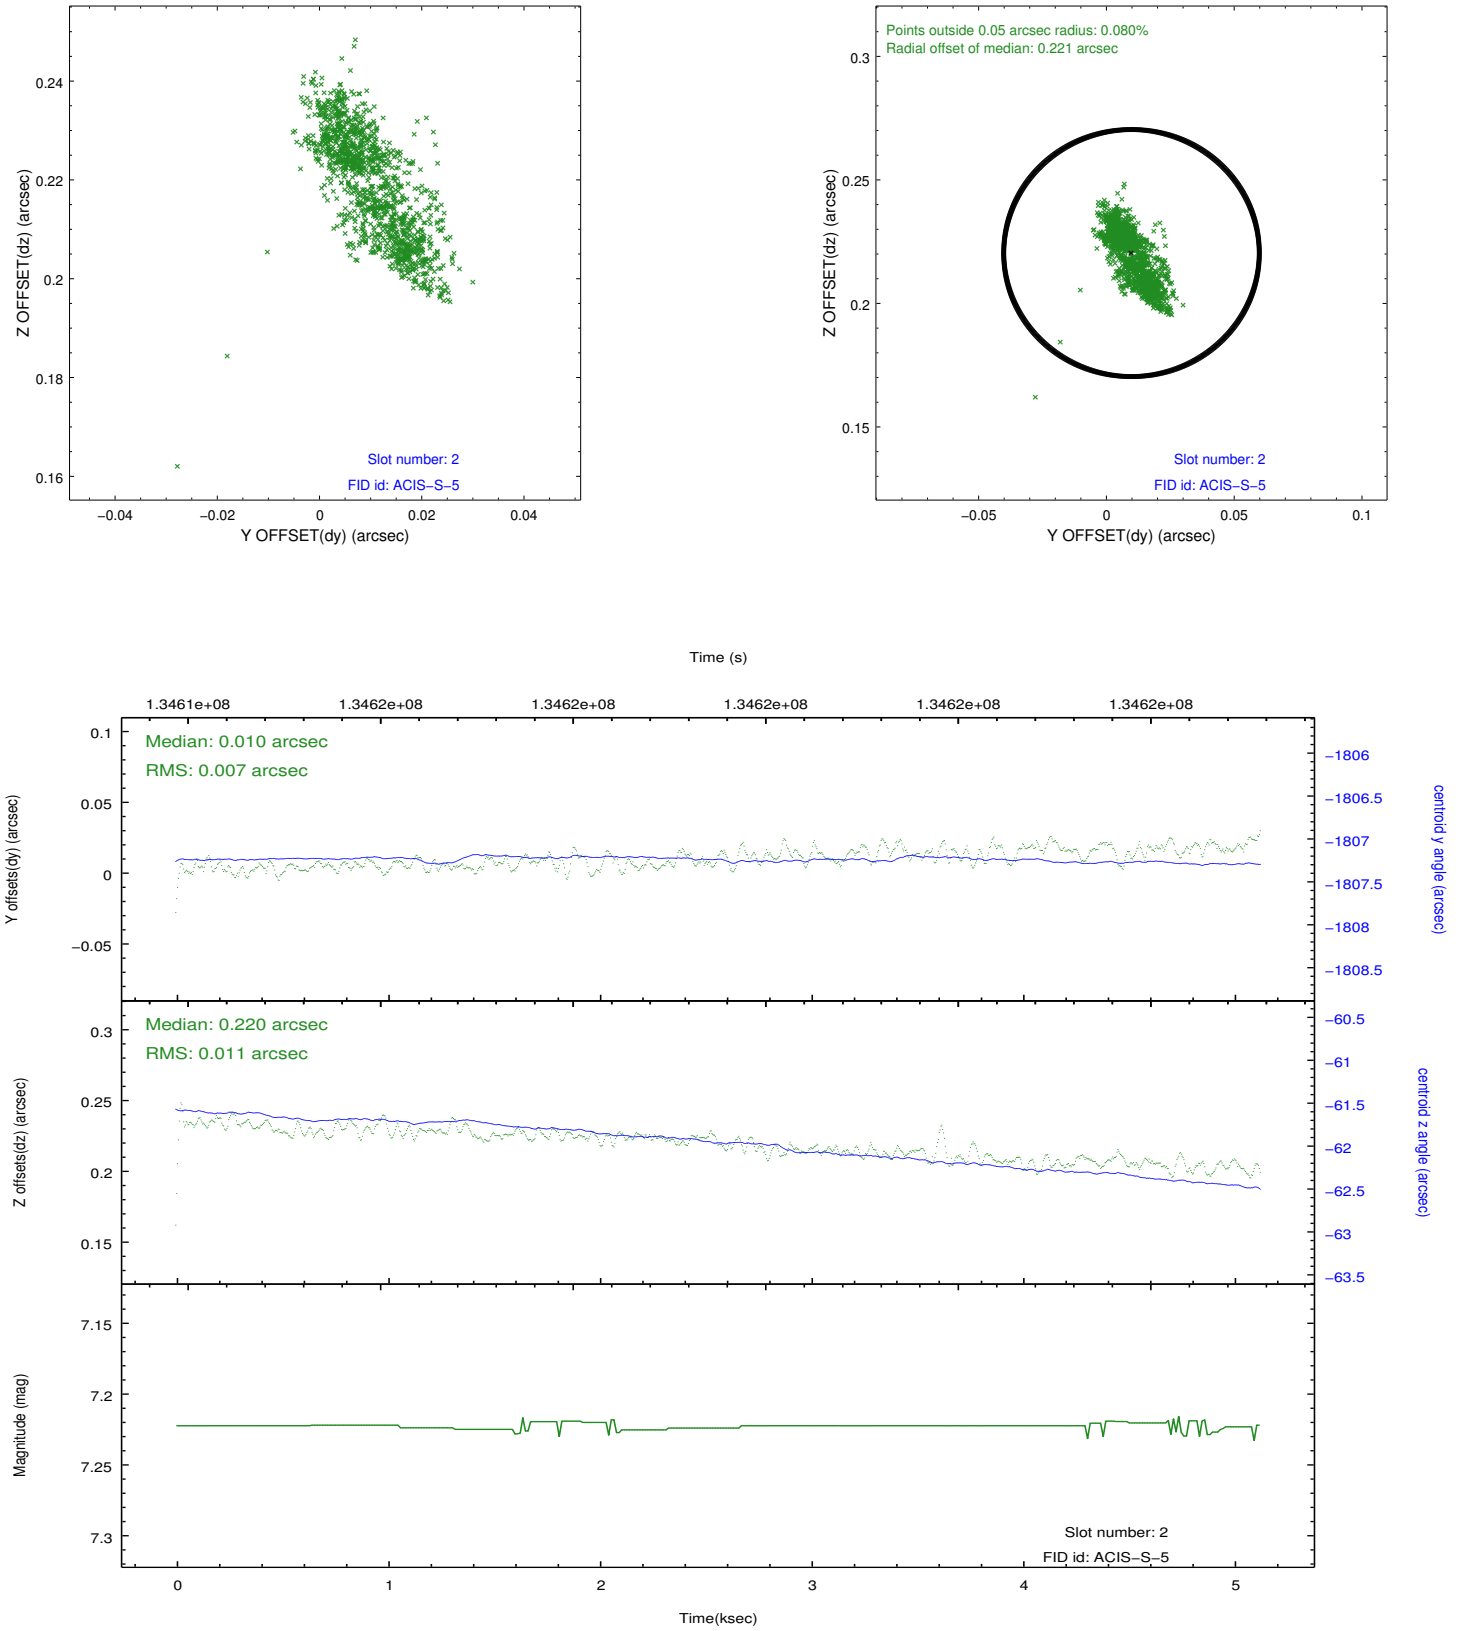 0.24
0.22
0.2
0.18
0.16
Z OFFSET(dz) (arcsec)
Slot number: 2
FID id: ACIS−S−5
−0.04
−0.02
0
0.02
0.04
Y OFFSET(dy) (arcsec)
Points outside 0.05 arcsec radius: 0.080%
Radial offset of median: 0.221 arcsec
0.3
0.25
0.2
0.15
Z OFFSET(dz) (arcsec)
Slot number: 2
FID id: ACIS−S−5
−0.05
0
0.05
0.1
Y OFFSET(dy) (arcsec)
Time (s)
1.3461e+08
1.3462e+08
1.3462e+08
1.3462e+08
1.3462e+08
1.3462e+08
Median: 0.010 arcsec
RMS: 0.007 arcsec
0.1
0.05
0
−0.05
Y offsets(dy) (arcsec)
−1806
−1806.5
−1807
−1807.5
−1808
−1808.5
centroid y angle (arcsec)
Median: 0.220 arcsec
RMS: 0.011 arcsec
0.3
0.25
0.2
0.15
Z offsets(dz) (arcsec)
−60.5
−61
−61.5
−62
−62.5
−63
−63.5
centroid z angle (arcsec)
7.15
7.2
7.25
7.3
Magnitude (mag)
Slot number: 2
FID id: ACIS−S−5
0
1
2
3
4
5
Time(ksec)